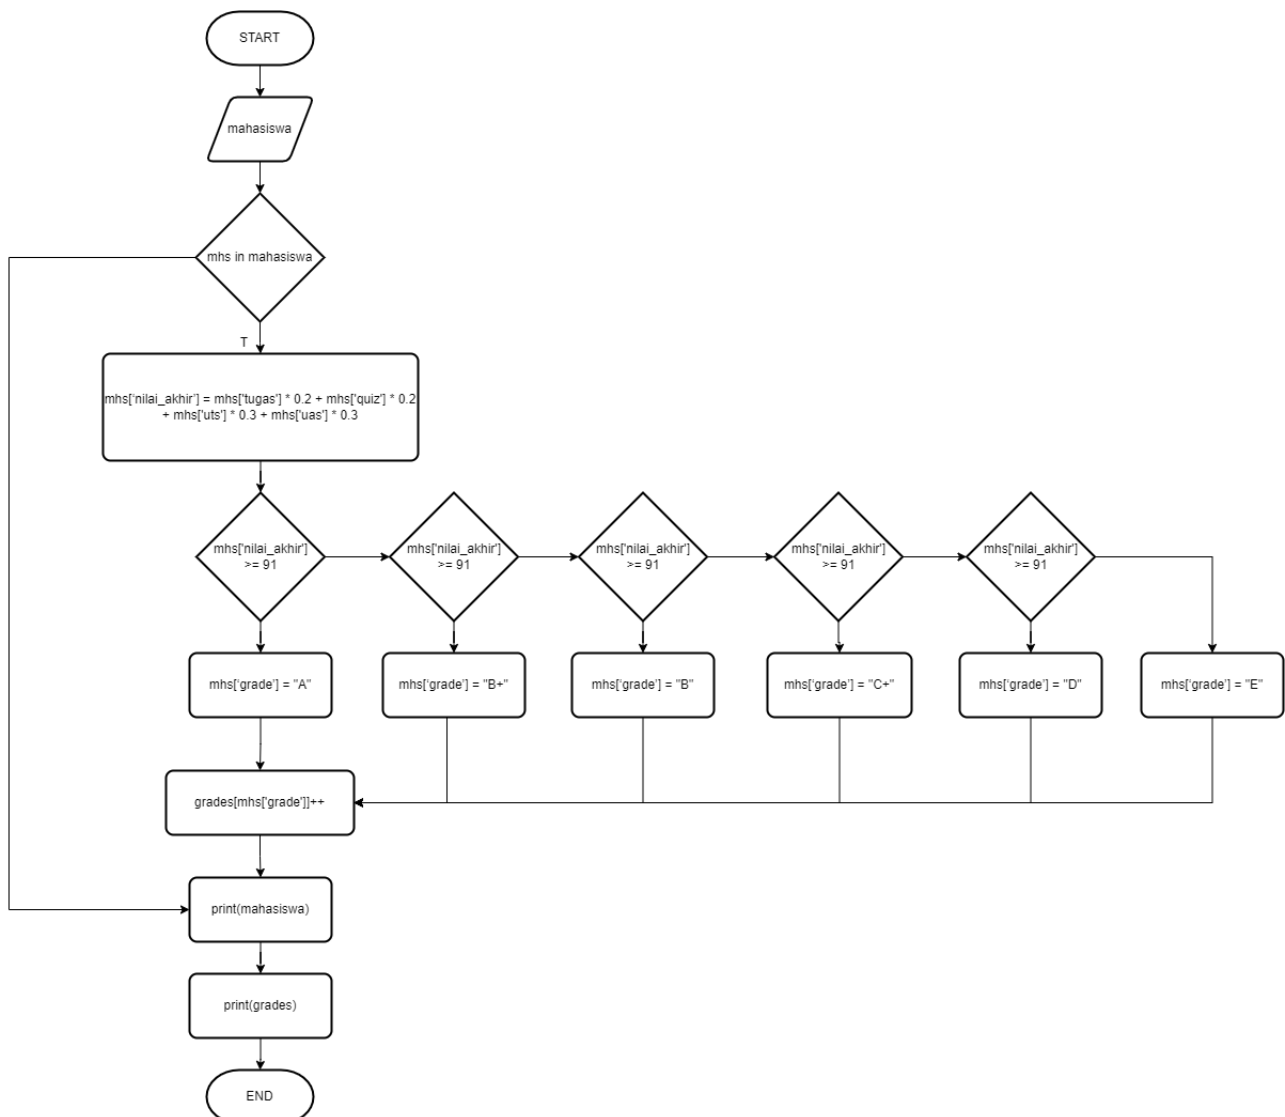 START
mahasiswa
mhs in mahasiswa
T
mhs[‘nilai_akhir’] = mhs['tugas'] * 0.2 + mhs['quiz'] * 0.2
+ mhs['uts'] * 0.3 + mhs['uas'] * 0.3
mhs['nilai_akhir']
>= 91
mhs['nilai_akhir']
>= 91
mhs['nilai_akhir']
>= 91
mhs['nilai_akhir']
>= 91
mhs['nilai_akhir']
>= 91
mhs[‘grade’] = "A"
mhs[‘grade’] = "B+"
mhs[‘grade’] = "B"
mhs[‘grade’] = "C+"
mhs[‘grade’] = "D"
mhs[‘grade’] = "E"
grades[mhs['grade']]++
print(mahasiswa)
print(grades)
END